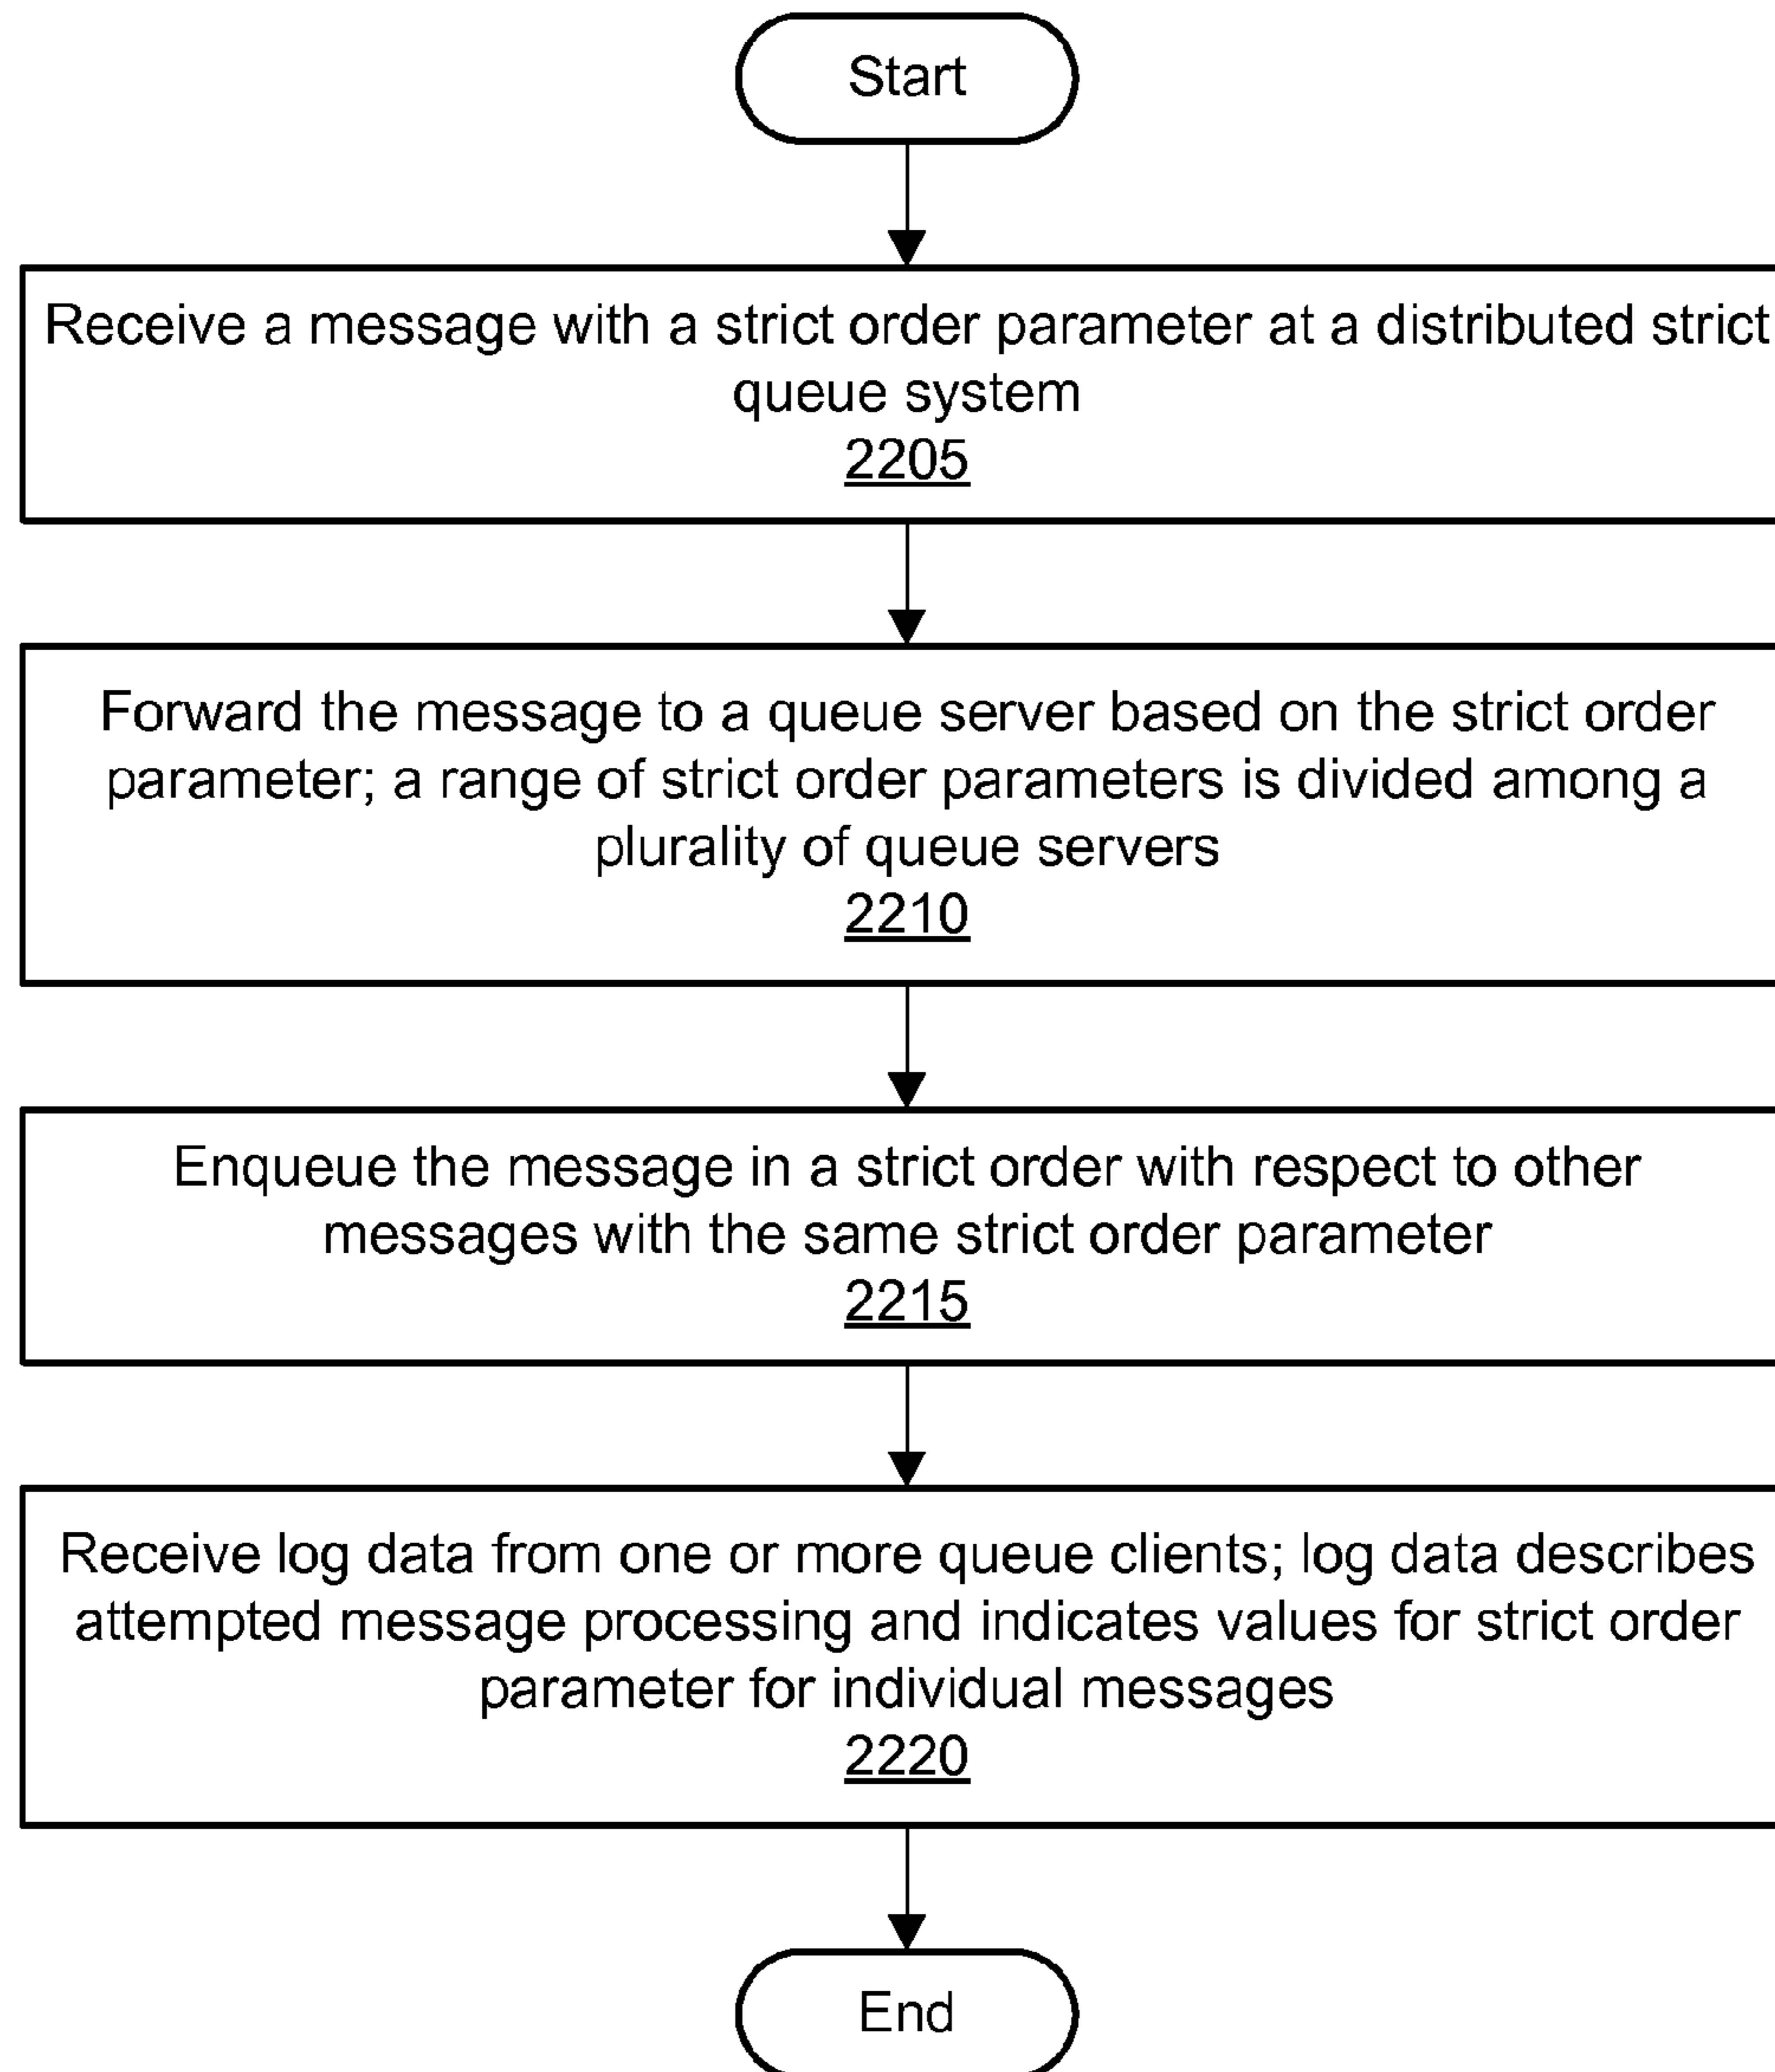 Start
Receive a message with a strict order parameter at a distributed strict
queue system
2205
Forward the message to a queue server based on the strict order
parameter; a range of strict order parameters is divided among a
plurality of queue servers
2210
Enqueue the message in a strict order with respect to other
messages with the same strict order parameter
2215
Receive log data from one or more queue clients; log data describes
attempted message processing and indicates values for strict order
parameter for individual messages
2220
End